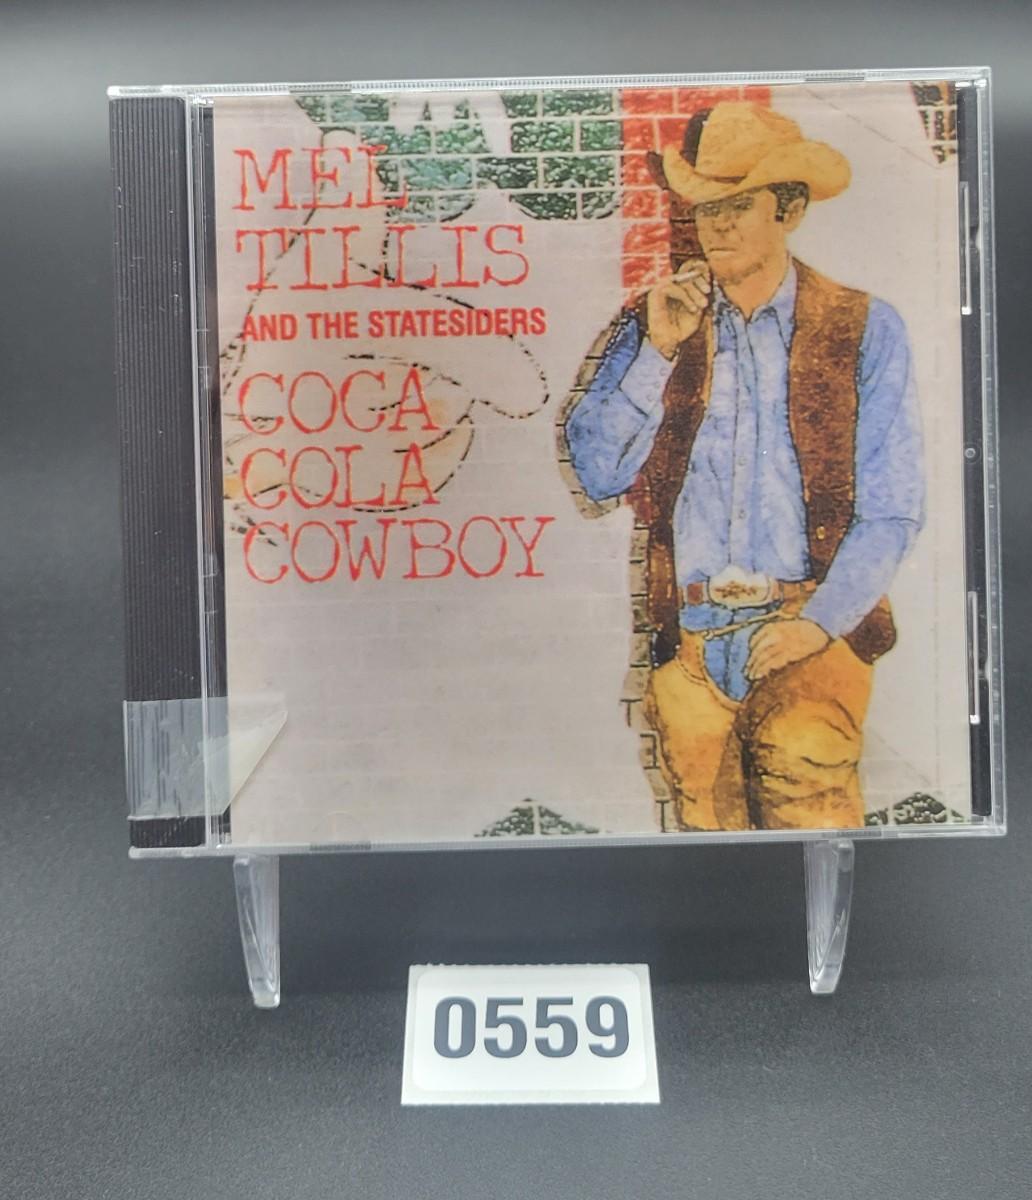 MEL
TILLIS
AND THE STATESIDERS
COCA
COLA
COWBOY
0559